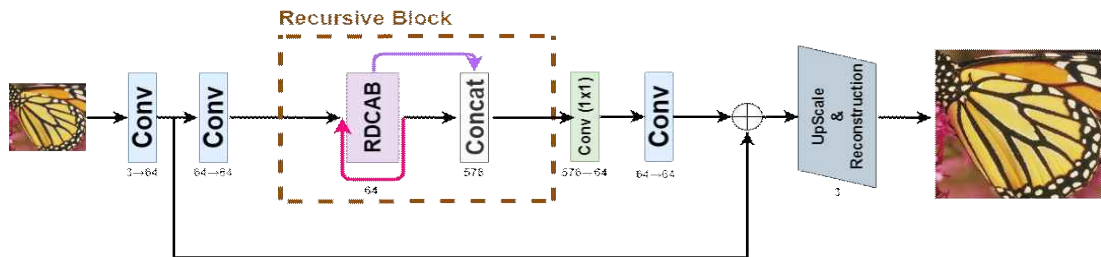 Recursive Block
Conv
3→64
Conv
64→64
RDCAB
64
Concat
576
Conv (1x1)
576→64
Conv
64→64
UpScale
&
Reconstruction
3